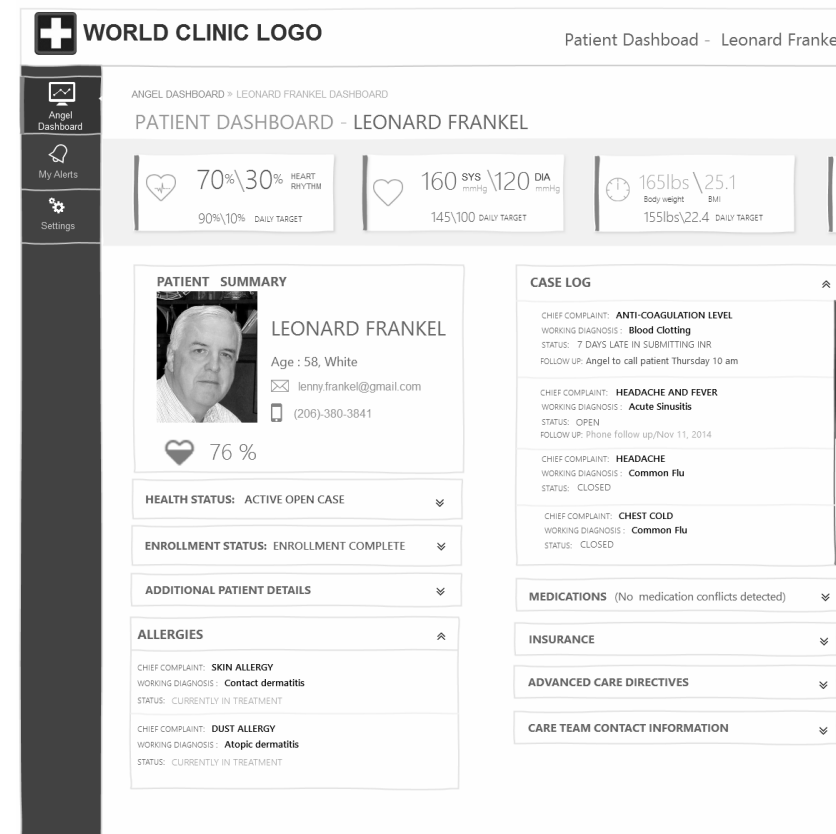 WORLD CLINIC LOGO
Patient Dashboad - Leonard Franke
Angel
Dashboard
My Alerts
Settings
ANGEL DASHBOARD » LEONARD FRANKEL DASHBOARD
PATIENT DASHBOARD - LEONARD FRANKEL
70%\30% HEART RHYTHM
90%\10% DAILY TARGET
160 SYS mmHg \120 DIA mmHg
145\100 DAILY TARGET
165lbs \25.1
Body weight BMI
155lbs\22.4 DAILY TARGET
PATIENT SUMMARY
LEONARD FRANKEL
Age : 58, White
lenny.frankel@gmail.com
(206)-380-3841
76 %
HEALTH STATUS: ACTIVE OPEN CASE
ENROLLMENT STATUS: ENROLLMENT COMPLETE
ADDITIONAL PATIENT DETAILS
ALLERGIES
CHIEF COMPLAINT: SKIN ALLERGY
WORKING DIAGNOSIS : Contact dermatitis
STATUS: CURRENTLY IN TREATMENT
CHIEF COMPLAINT: DUST ALLERGY
WORKING DIAGNOSIS : Atopic dermatitis
STATUS: CURRENTLY IN TREATMENT
CASE LOG
CHIEF COMPLAINT: ANTI-COAGULATION LEVEL
WORKING DIAGNOSIS : Blood Clotting
STATUS: 7 DAYS LATE IN SUBMITTING INR
FOLLOW UP: Angel to call patient Thursday 10 am
CHIEF COMPLAINT: HEADACHE AND FEVER
WORKING DIAGNOSIS : Acute Sinusitis
STATUS: OPEN
FOLLOW UP: Phone follow up/Nov 11, 2014
CHIEF COMPLAINT: HEADACHE
WORKING DIAGNOSIS : Common Flu
STATUS: CLOSED
CHIEF COMPLAINT: CHEST COLD
WORKING DIAGNOSIS : Common Flu
STATUS: CLOSED
MEDICATIONS (No medication conflicts detected)
INSURANCE
ADVANCED CARE DIRECTIVES
CARE TEAM CONTACT INFORMATION